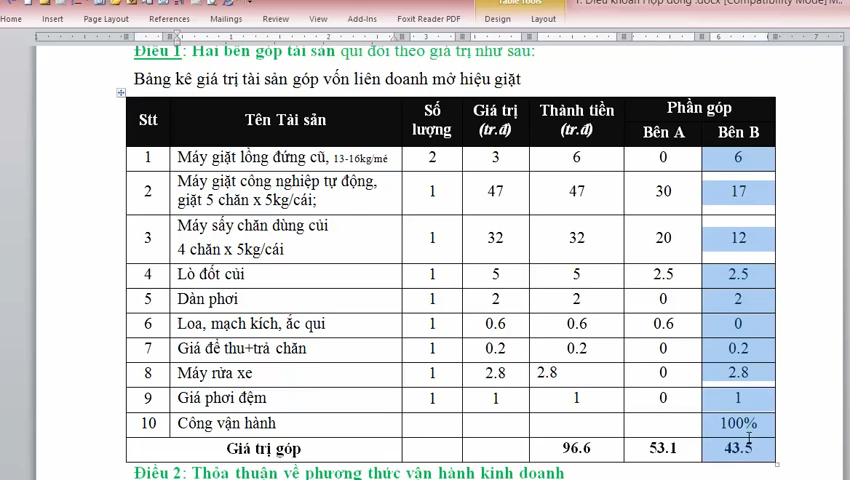 Table Tools
1. Điều khoản Hợp đồng .docx [Compatibility Mode] M...
Home Insert Page Layout References Mailings Review View Foxit Reader PDF Design Layout
Điều 1: Hai bên góp tài sản qui đổi theo giá trị như sau:
Bảng kê giá trị tài sản góp vốn liên doanh mở hiệu giặt
Stt Tên Tài sản Số lượng Giá trị (tr.đ) Thành tiền (tr.đ) Phần góp
Bên A Bên B
1 Máy giặt lồng đứng cũ, 13-16kg/mẻ 2 3 6 0 6
2 Máy giặt công nghiệp tự động, giặt 5 chăn x 5kg/cái; 1 47 47 30 17
3 Máy sấy chăn dùng củi 4 chăn x 5kg/cái 1 32 32 20 12
4 Lò đốt củi 1 5 5 2.5 2.5
5 Dàn phơi 1 2 2 0 2
6 Loa, mạch kích, ắc qui 1 0.6 0.6 0.6 0
7 Giá để thu+trả chăn 1 0.2 0.2 0 0.2
8 Máy rửa xe 1 2.8 2.8 0 2.8
9 Giá phơi đệm 1 1 1 0 1
10 Công vận hành 100%
Giá trị góp 96.6 53.1 43.5
Điều 2: Thỏa thuận về phương thức vận hành kinh doanh